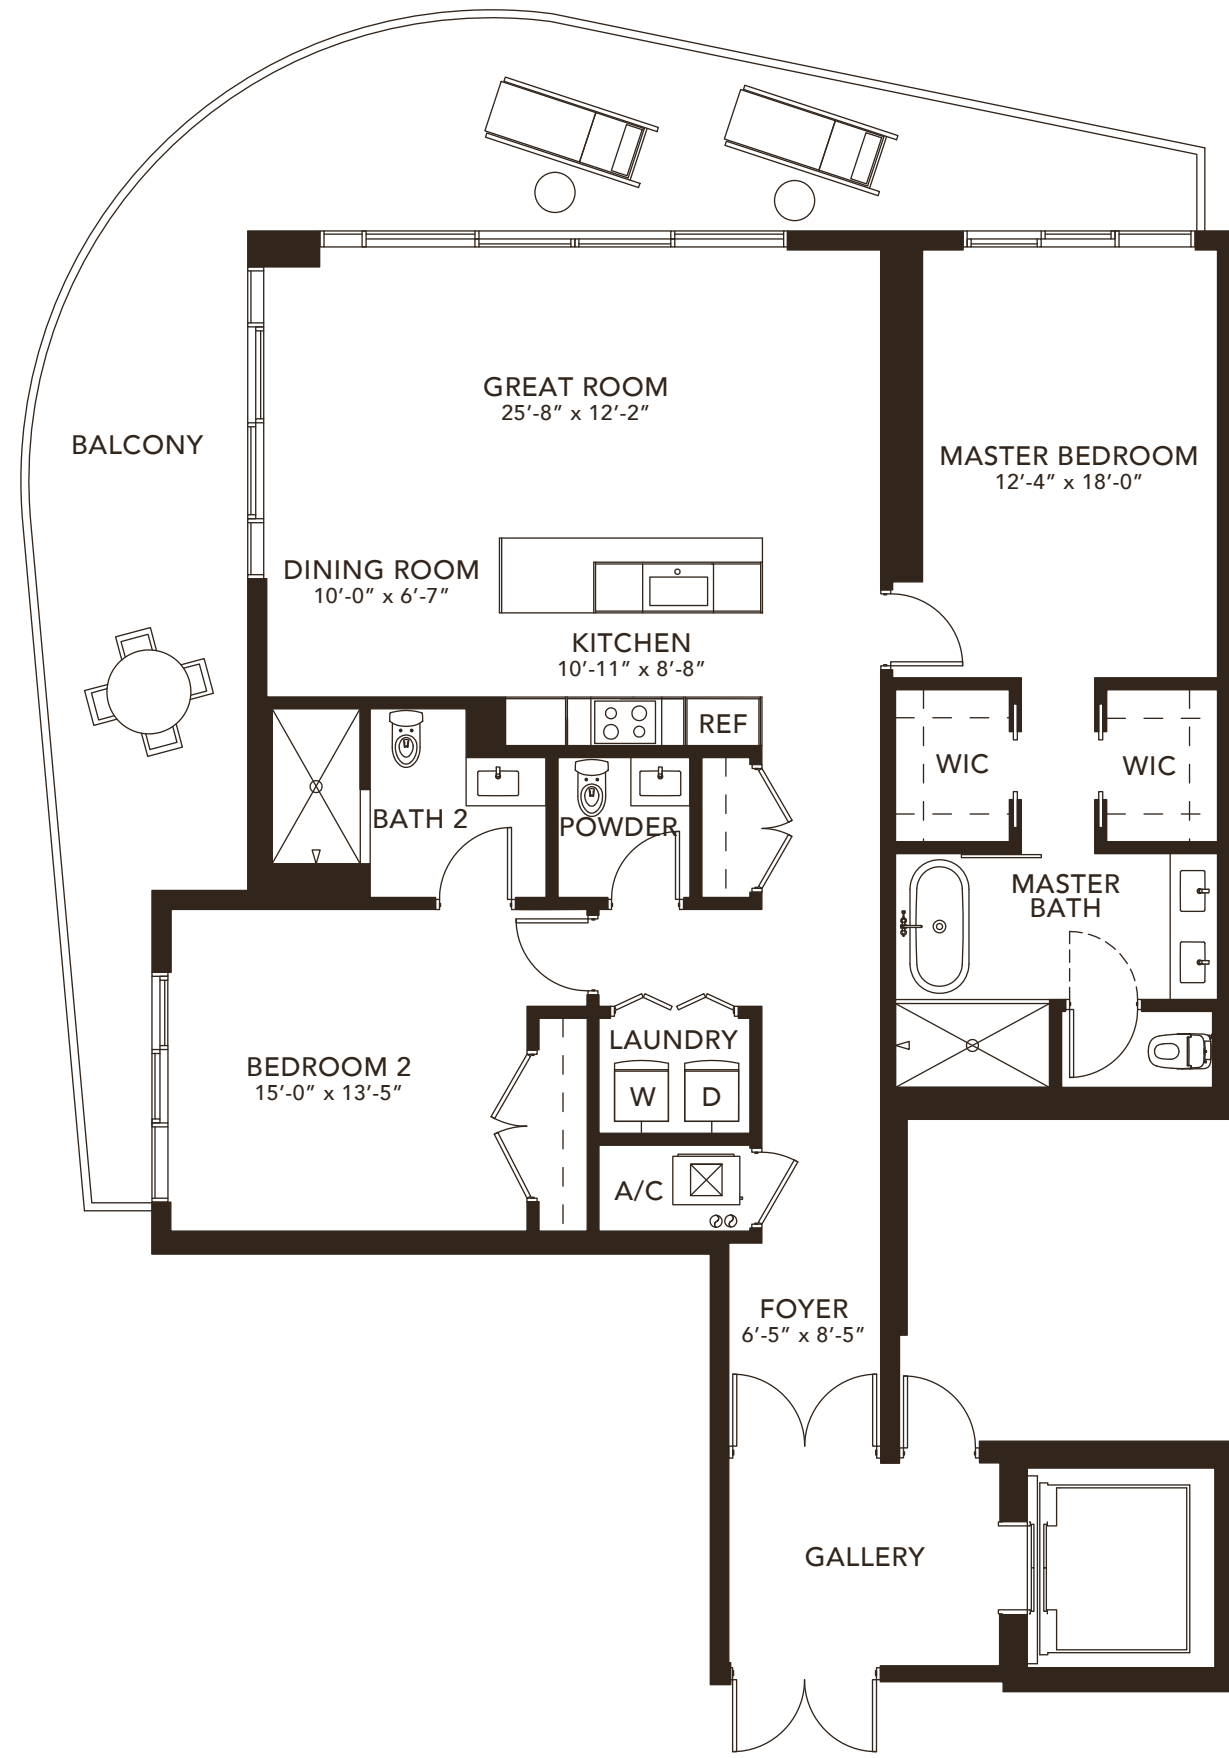 GREAT ROOM
25′-8″ x 12′-2″
BALCONY
MASTER BEDROOM
12′-4″ x 18′-0″
DINING ROOM
10′-0″ x 6′-7″
KITCHEN
10′-11″ x 8′-8″
REF
WIC
WIC
BATH 2
POWDER
MASTER
BATH
LAUNDRY
W
D
BEDROOM 2
15′-0″ x 13′-5″
A/C
FOYER
6′-5″ x 8′-5″
GALLERY